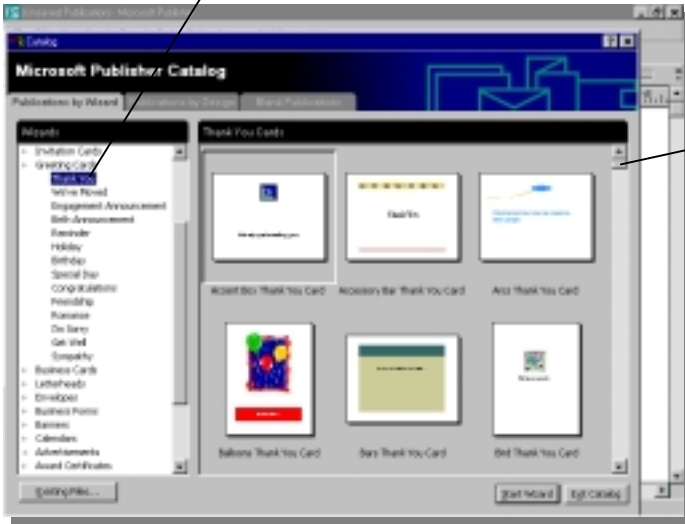 Unnamed Publication - Microsoft Publisher
Catalog
Microsoft Publisher Catalog
Publications by Wizard
Publications by Design
Blank Publications
Wizards
Invitation Cards
Greeting Cards
Thank You
We've Moved
Engagement Announcement
Birth Announcement
Reminder
Holiday
Birthday
Special Day
Congratulations
Friendship
Romance
I'm Sorry
Get Well
Sympathy
Business Cards
Letterheads
Envelopes
Business Forms
Banners
Calendars
Advertisements
Award Certificates
Thank You Cards
Accent Box Thank You Card
Accessory Bar Thank You Card
Arcs Thank You Card
Balloons Thank You Card
Bars Thank You Card
Bird Thank You Card
Existing Files...
Start Wizard
Exit Catalog